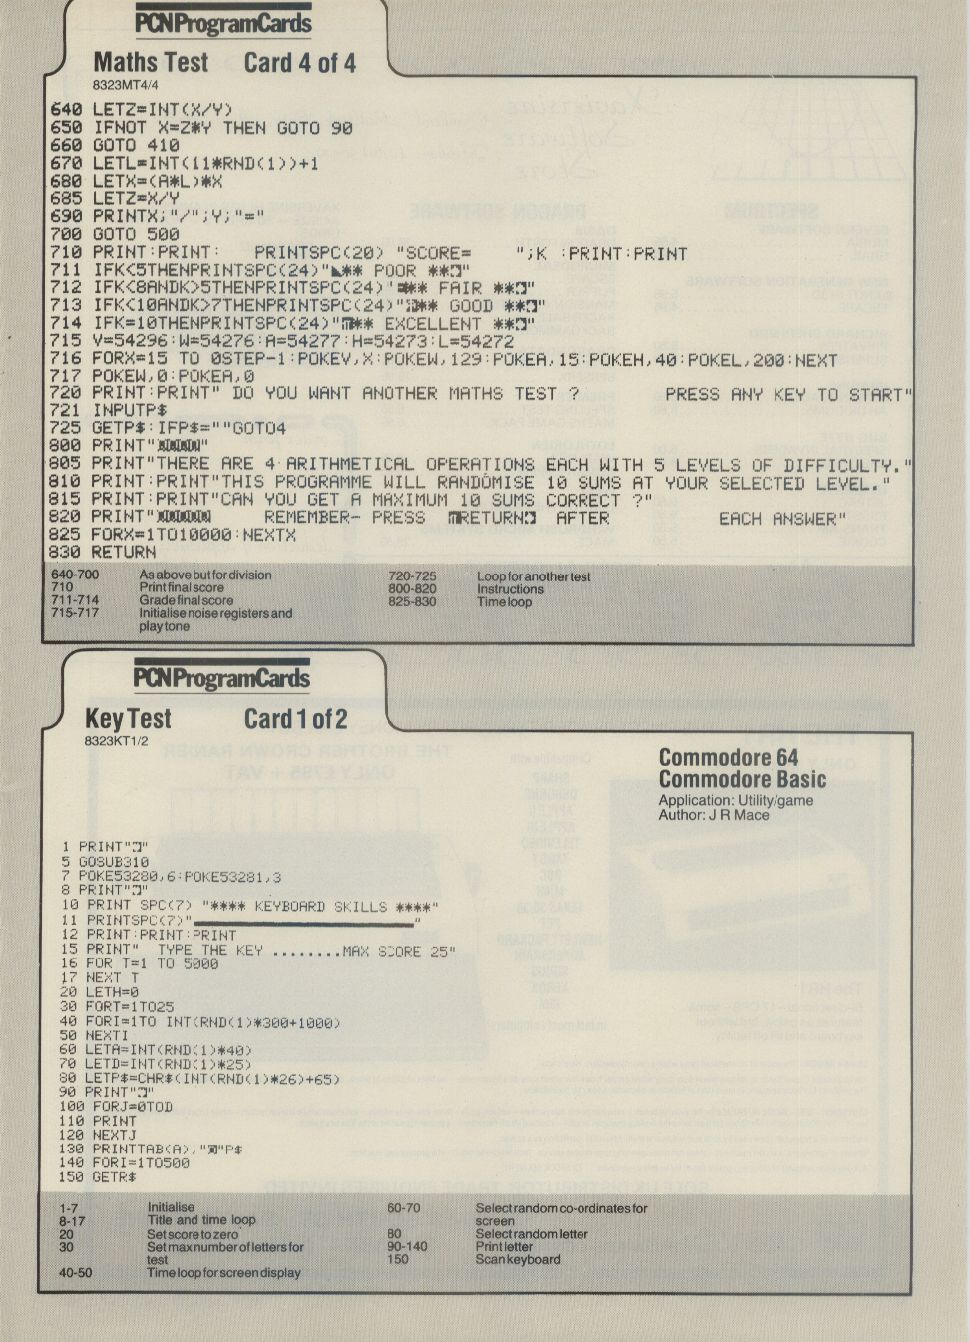 PCN ProgramCards
Maths Test Card 4 of 4
8323MT4/4
640 LETZ=INT(X/Y)
650 IFNOT X=Z*Y THEN GOTO 90
660 GOTO 410
670 LETL=INT(11*RND(1))+1
680 LETX=(A*L)*X
685 LETZ=X/Y
690 PRINTX;"/";Y;"="
700 GOTO 500
710 PRINT:PRINT: PRINTSPC(20) "SCORE= ";K :PRINT:PRINT
711 IFK<5THENPRINTSPC(24)"** POOR **"
712 IFK<8ANDK>5THENPRINTSPC(24)"** FAIR **"
713 IFK<10ANDK>7THENPRINTSPC(24)"** GOOD **"
714 IFK=10THENPRINTSPC(24)"** EXCELLENT **"
715 V=54296:W=54276:A=54277:H=54273:L=54272
716 FORX=15 TO 0STEP-1:POKEV,X:POKEW,129:POKEA,15:POKEH,40:POKEL,200:NEXT
717 POKEW,0:POKEA,0
720 PRINT:PRINT" DO YOU WANT ANOTHER MATHS TEST ? PRESS ANY KEY TO START"
721 INPUTP$
725 GETP$:IFP$=""GOTO4
800 PRINT""
805 PRINT"THERE ARE 4 ARITHMETICAL OPERATIONS EACH WITH 5 LEVELS OF DIFFICULTY."
810 PRINT:PRINT"THIS PROGRAMME WILL RANDOMISE 10 SUMS AT YOUR SELECTED LEVEL."
815 PRINT:PRINT"CAN YOU GET A MAXIMUM 10 SUMS CORRECT ?"
820 PRINT" REMEMBER- PRESS RETURN AFTER EACH ANSWER"
825 FORX=1TO10000:NEXTX
830 RETURN
640-700 As above but for division
710 Print final score
711-714 Grade final score
715-717 Initialise noise registers and
play tone
720-725 Loop for another test
800-820 Instructions
825-830 Time loop
PCN ProgramCards
Key Test Card 1 of 2
8323KT1/2
Commodore 64
Commodore Basic
Application: Utility/game
Author: J R Mace
1 PRINT""
5 GOSUB310
7 POKE53280,6:POKE53281,3
8 PRINT""
10 PRINT SPC(7) "**** KEYBOARD SKILLS ****"
11 PRINTSPC(7)" "
12 PRINT:PRINT:PRINT
15 PRINT" TYPE THE KEY ........MAX SCORE 25"
16 FOR T=1 TO 5000
17 NEXT T
20 LETH=0
30 FORT=1TO25
40 FORI=1TO INT(RND(1)*300+1000)
50 NEXTI
60 LETA=INT(RND(1)*40)
70 LETD=INT(RND(1)*25)
80 LETP$=CHR$(INT(RND(1)*26)+65)
90 PRINT""
100 FORJ=0TOD
110 PRINT
120 NEXTJ
130 PRINTTAB(A),""P$
140 FORI=1TO500
150 GETR$
1-7 Initialise
8-17 Title and time loop
20 Set score to zero
30 Set max number of letters for
test
40-50 Time loop for screen display
60-70 Select random co-ordinates for
screen
80 Select random letter
90-140 Print letter
150 Scan keyboard